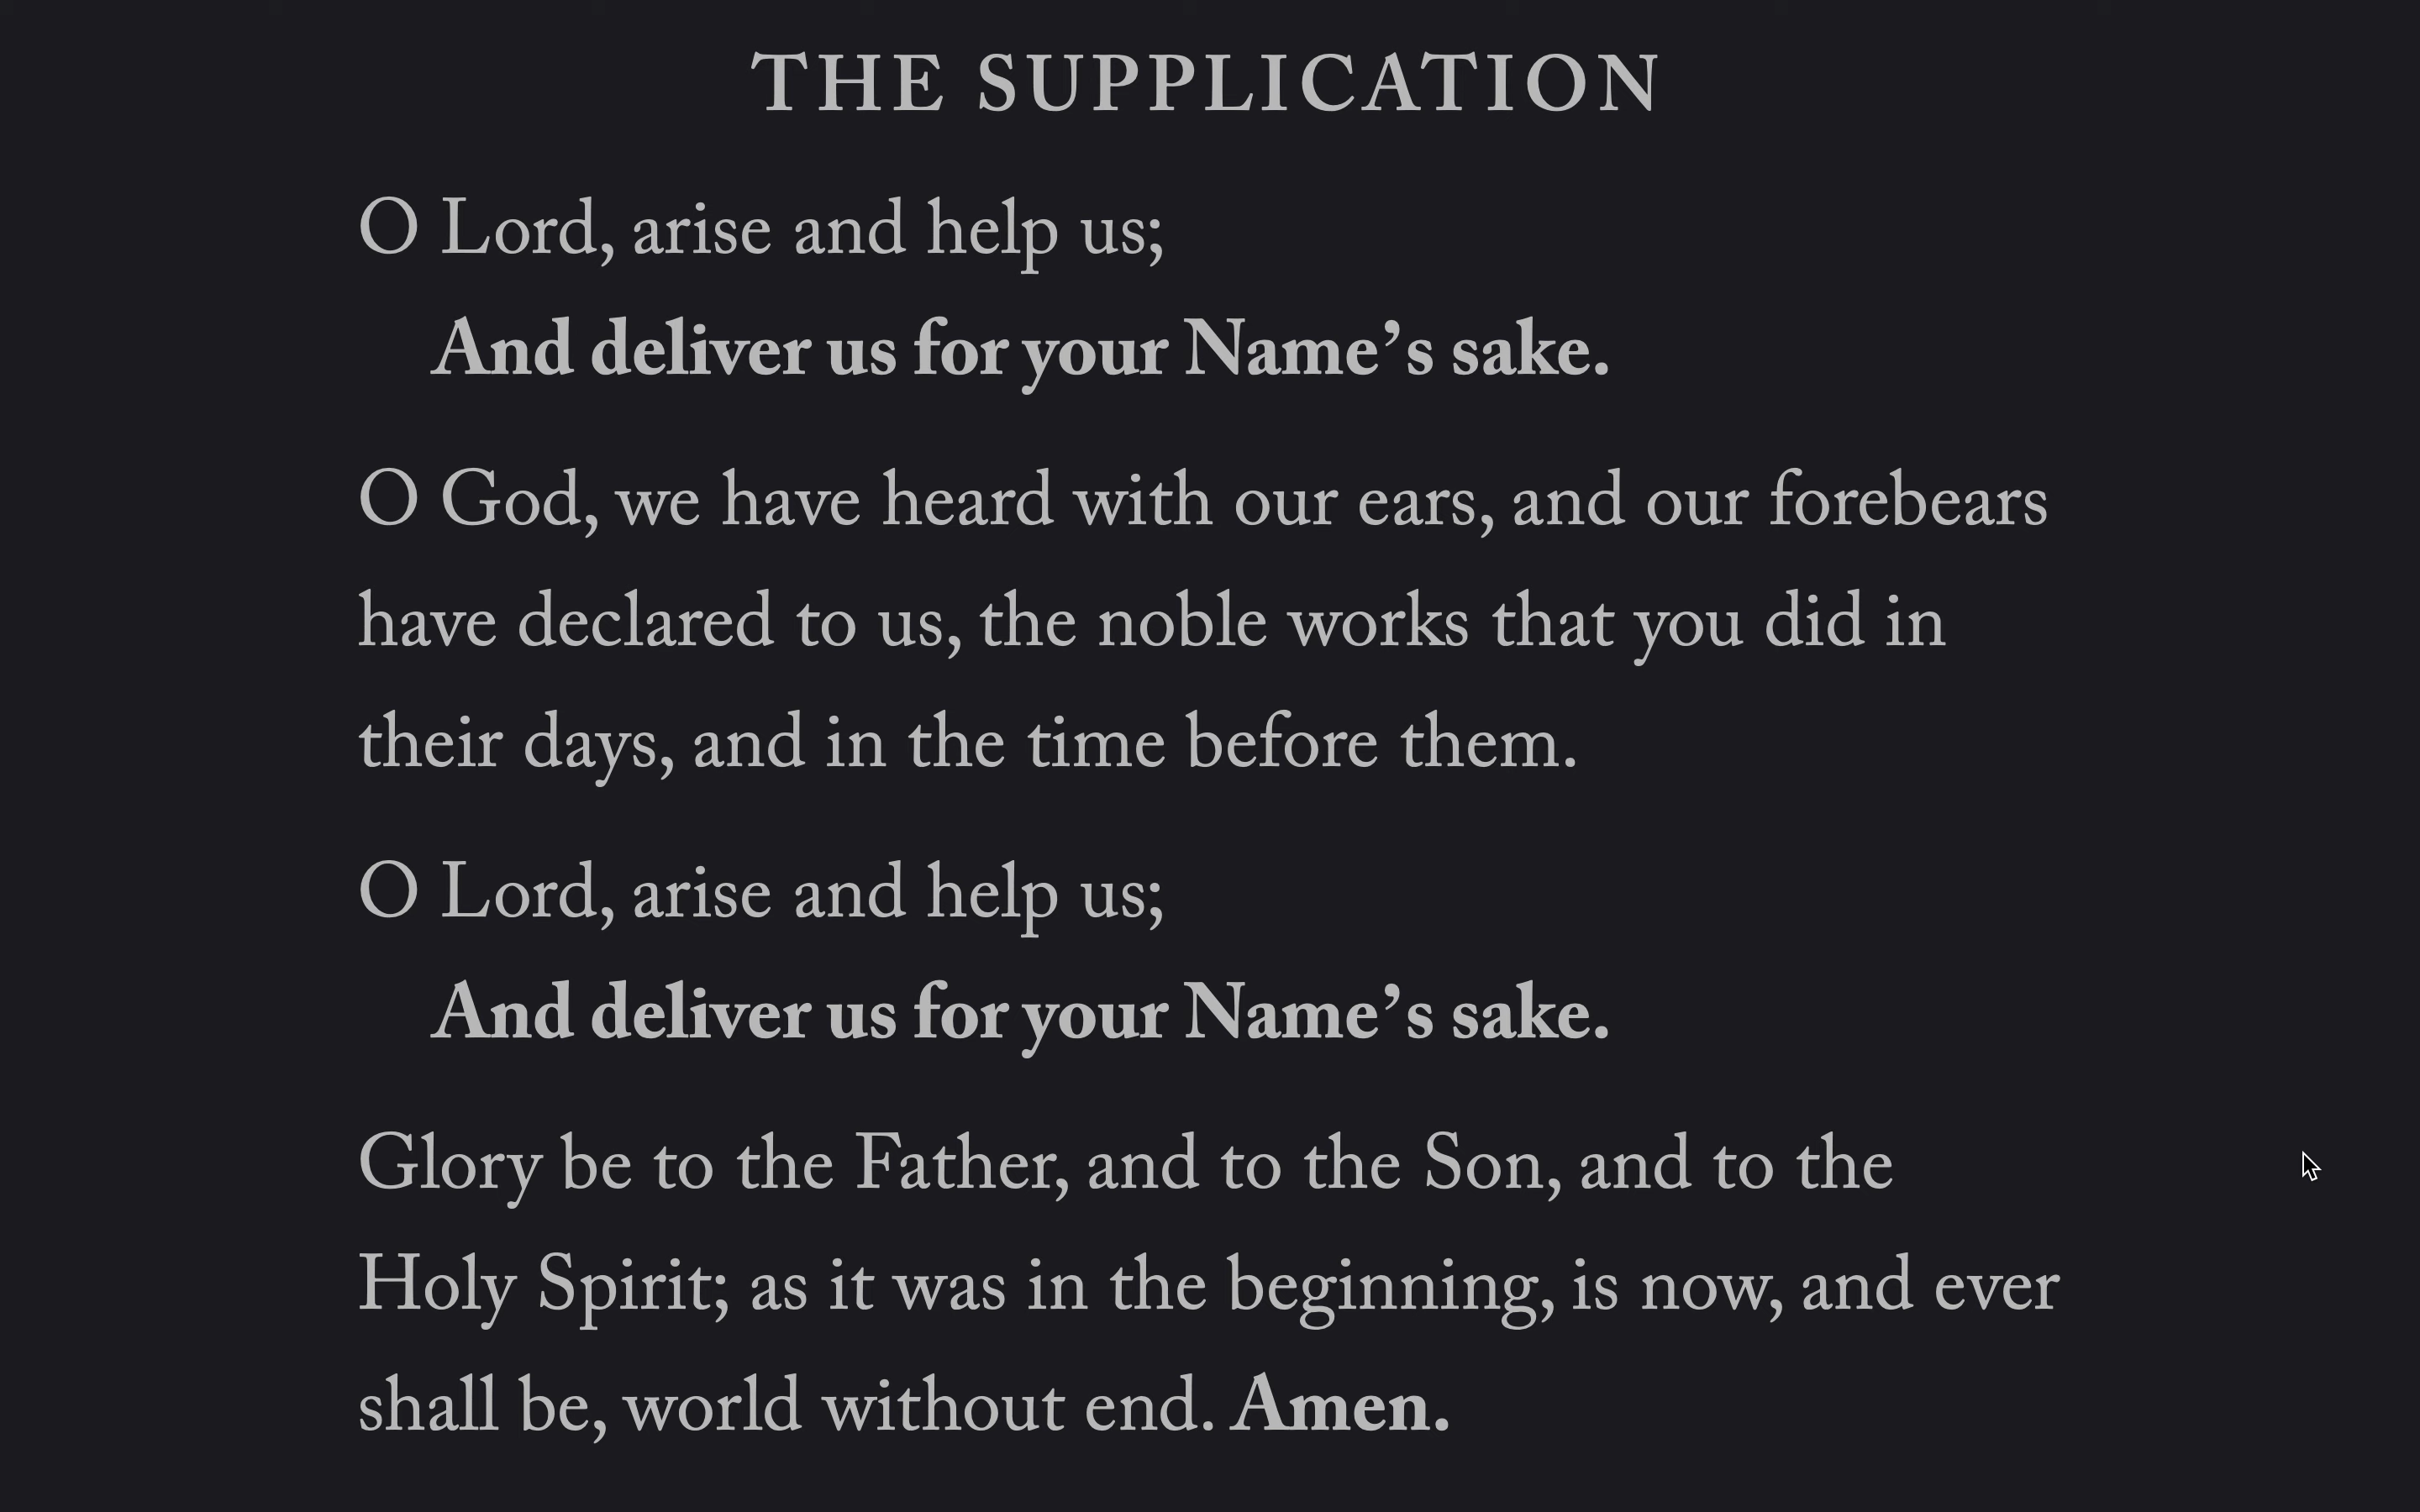 THE SUPPLICATION
O Lord, arise and help us;
And deliver us for your Name’s sake.
O God, we have heard with our ears, and our forebears
have declared to us, the noble works that you did in
their days, and in the time before them.
O Lord, arise and help us;
And deliver us for your Name’s sake.
Glory be to the Father, and to the Son, and to the
Holy Spirit; as it was in the beginning, is now, and ever
shall be, world without end. Amen.